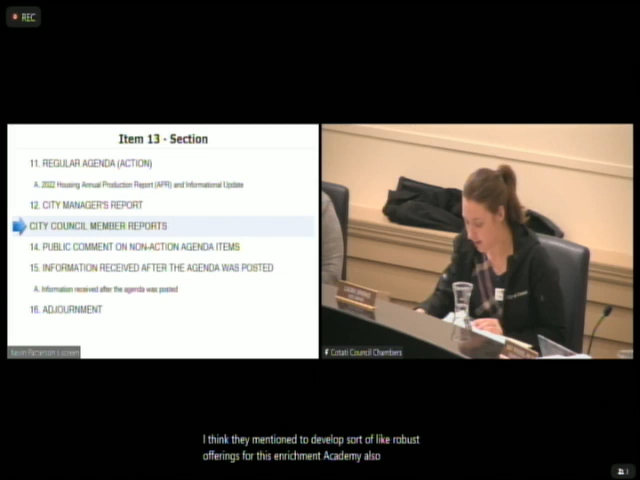 REC
Item 13 - Section
11. REGULAR AGENDA (ACTION)
A. 2022 Housing Annual Production Report (APR) and Informational Update
12. CITY MANAGER'S REPORT
CITY COUNCIL MEMBER REPORTS
14. PUBLIC COMMENT ON NON-ACTION AGENDA ITEMS
15. INFORMATION RECEIVED AFTER THE AGENDA WAS POSTED
A. Information received after the agenda was posted
16. ADJOURNMENT
Kevin Patterson's screen
Cotati Council Chambers
I think they mentioned to develop sort of like robust
offerings for this enrichment Academy also